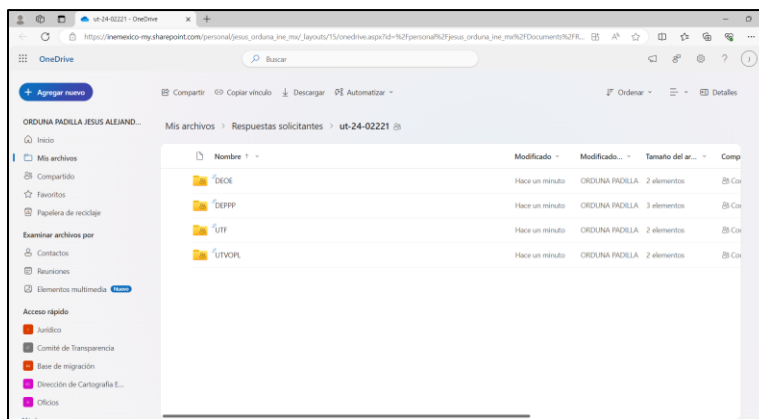 ut-24-02221 - OneDrive
https://inemexico-my.sharepoint.com/personal/jesus_orduna_ine_mx/_layouts/15/onedrive.aspx?id=%2Fpersonal%2Fjesus_orduna_ine_mx%2FDocuments%2FR...
OneDrive
Buscar
+ Agregar nuevo
Compartir Copiar vínculo Descargar Automatizar
Ordenar Detalles
ORDUNA PADILLA JESUS ALEJAND...
Inicio
Mis archivos
Compartido
Favoritos
Papelera de reciclaje
Examinar archivos por
Contactos
Reuniones
Elementos multimedia Nuevo
Acceso rápido
Jurídico
Comité de Transparencia
Base de migración
Dirección de Cartografía E...
Oficios
Mis archivos > Respuestas solicitantes > ut-24-02221
Nombre Modificado Modificado... Tamaño del ar... Comp
DEOE Hace un minuto ORDUNA PADILLA 2 elementos Co
DEPPP Hace un minuto ORDUNA PADILLA 3 elementos Co
UTF Hace un minuto ORDUNA PADILLA 2 elementos Co
UTVOPL Hace un minuto ORDUNA PADILLA 2 elementos Co